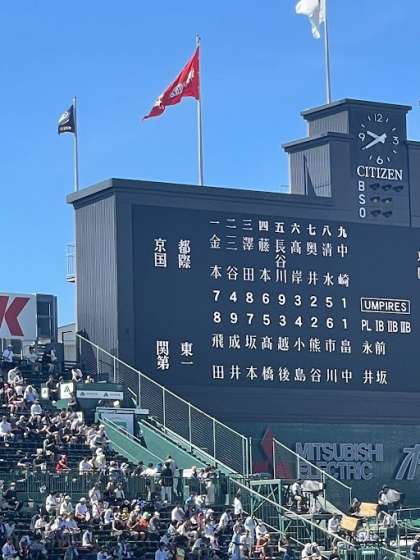 CITIZEN
B
S
O
一 二 三 四 五 六 七 八 九
京都国際
金本 三谷 澤田 藤本 長谷川 髙岸 奥井 清水 中崎
7 4 8 6 9 3 2 5 1
UMPIRES
8 9 7 5 3 4 2 6 1
PL 1B 2B 3B
関東第一
飛田 成井 坂本 高橋 越後 小島 熊谷 市川 畠中 永井 前坂
MITSUBISHI
ELECTRIC
K